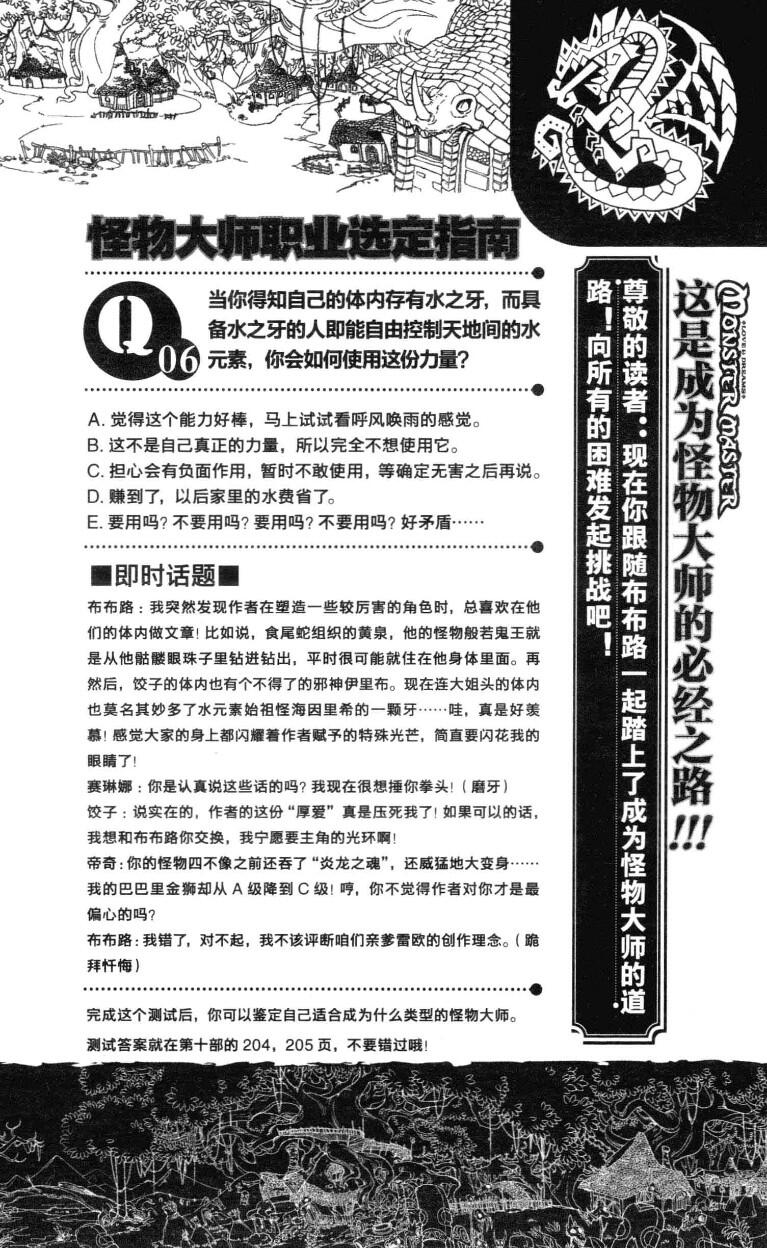 怪物大师职业选定指南
Q06
当你得知自己的体内存有水之牙，而具
备水之牙的人即能自由控制天地间的水
元素，你会如何使用这份力量？
A. 觉得这个能力好棒，马上试试看呼风唤雨的感觉。
B. 这不是自己真正的力量，所以完全不想使用它。
C. 担心会有负面作用，暂时不敢使用，等确定无害之后再说。
D. 赚到了，以后家里的水费省了。
E. 要用吗？不要用吗？要用吗？不要用吗？好矛盾……
■即时话题■
布布路：我突然发现作者在塑造一些较厉害的角色时，总喜欢在他
们的体内做文章！比如说，食尾蛇组织的黄泉，他的怪物般若鬼王就
是从他骷髅眼珠子里钻进钻出，平时很可能就住在他身体里面。再
然后，饺子的体内也有个不得了的邪神伊里布。现在连大姐头的体内
也莫名其妙多了水元素始祖怪海因里希的一颗牙……哇，真是好羡
慕！感觉大家的身上都闪耀着作者赋予的特殊光芒，简直要闪花我的
眼睛了！
赛琳娜：你是认真说这些话的吗？我现在很想捶你拳头！（磨牙）
饺子：说实在的，作者的这份“厚爱”真是压死我了！如果可以的话，
我想和布布路你交换，我宁愿要主角的光环啊！
帝奇：你的怪物四不像之前还吞了“炎龙之魂”，还威猛地大变身……
我的巴巴里金狮却从 A 级降到 C 级！哼，你不觉得作者对你才是最
偏心的吗？
布布路：我错了，对不起，我不该评断咱们亲爹雷欧的创作理念。（跪
拜忏悔）
完成这个测试后，你可以鉴定自己适合成为什么类型的怪物大师。
测试答案就在第十部的 204，205 页，不要错过哦！
MONSTER MASTER
*LOVE & DREAMS*
这是成为怪物大师的必经之路!!!
尊敬的读者：现在你跟随布布路一起踏上了成为怪物大师的道
路！向所有的困难发起挑战吧！